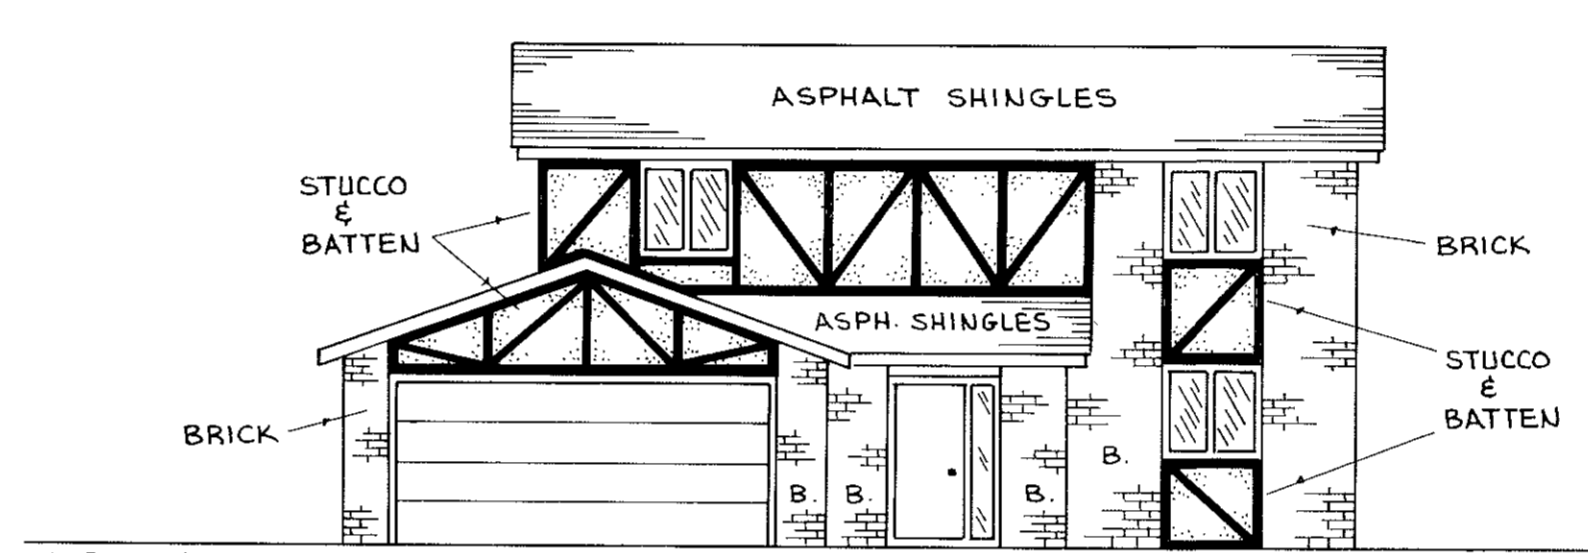 ASPHALT SHINGLES
STUCCO
&
BATTEN
BRICK
ASPH. SHINGLES
STUCCO
&
BATTEN
BRICK
B.
B.
B.
B.